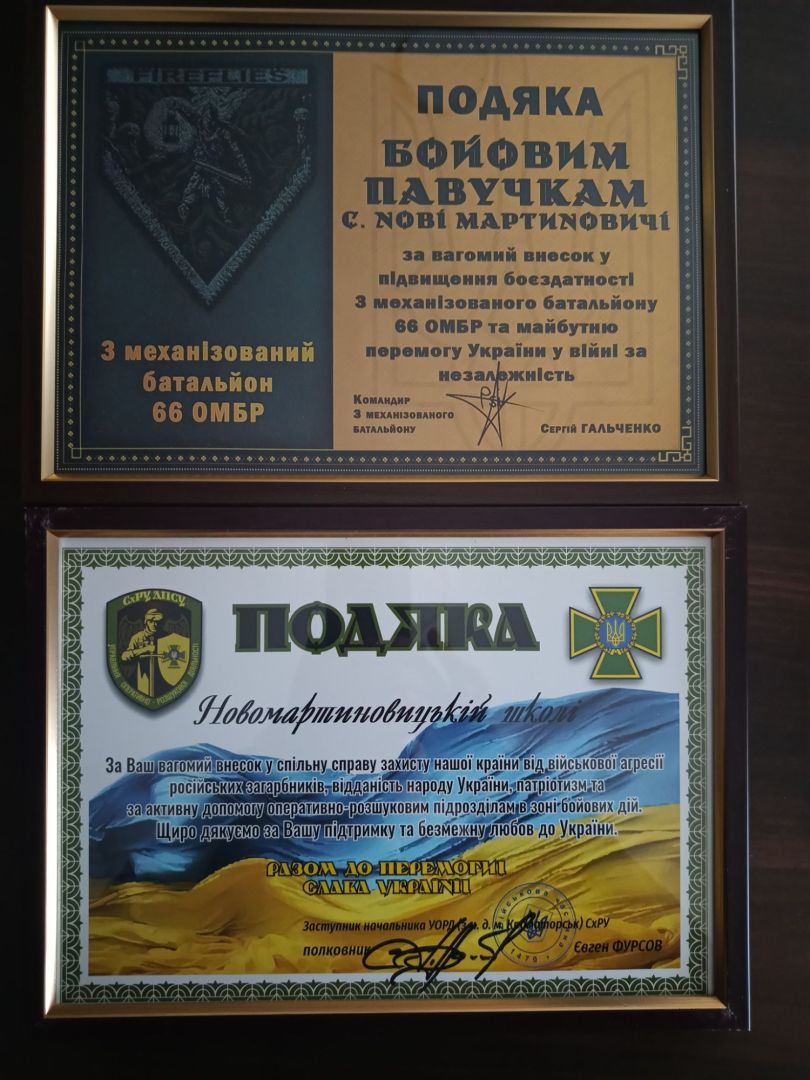 FIREFLIES
3 механізований
батальйон
66 ОМБР
ПОДЯКА
БОЙОВИМ
ПАВУЧКАМ
С. НОВІ МАРТИНОВИЧІ
за вагомий внесок у
підвищення боєздатності
3 механізованого батальйону
66 ОМБР та майбутню
перемогу України у війні за
незалежність
Командир
3 механізованого
батальйону
Сергій ГАЛЬЧЕНКО
СхРУ ДПСУ
ПОДЯКА
Новомартиновицькій школі
За Ваш вагомий внесок у спільну справу захисту нашої країни від військової агресії
російських загарбників, відданість народу України, патріотизм та
за активну допомогу оперативно-розшуковим підрозділам в зоні бойових дій.
Щиро дякуємо за Вашу підтримку та безмежну любов до України.
РАЗОМ ДО ПЕРЕМОГИ!
СЛАВА УКРАЇНІ!
Заступник начальника УОРД (з м. д. м. Краматорськ) СхРУ
полковник
Євген ФУРСОВ
військова частина
1479